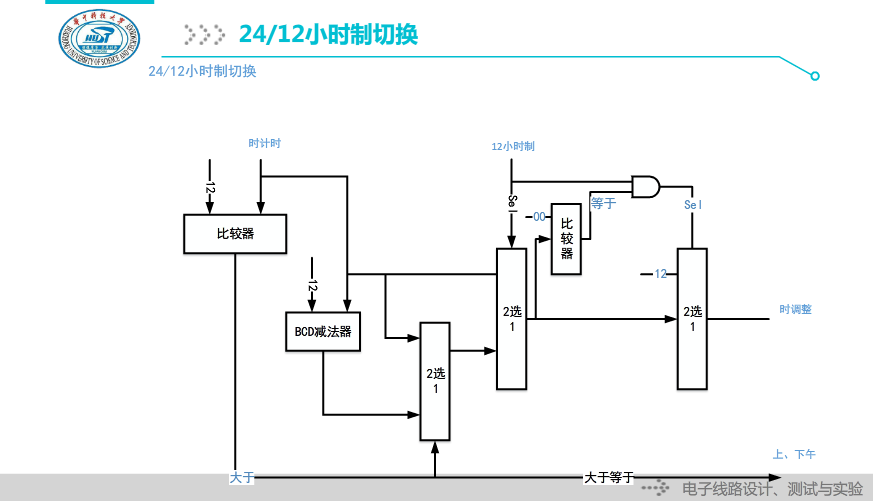 24/12小时制切换
24/12小时制切换
时计时
12小时制
12
Sel
00
等于
Sel
比较器
比较器
12
12
2选1
2选1
时调整
BCD减法器
2选1
上、下午
大于
大于等于
电子线路设计、测试与实验